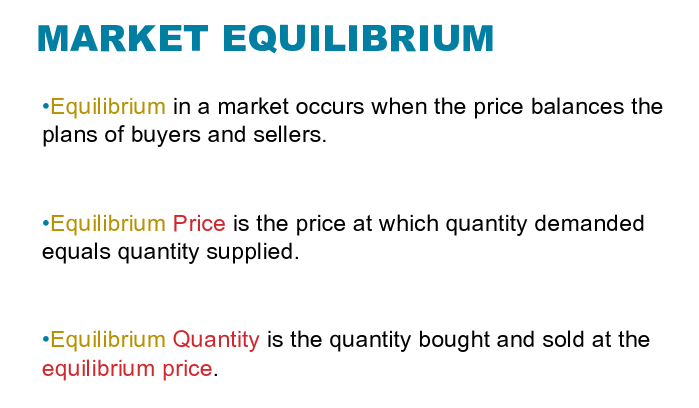 MARKET EQUILIBRIUM
•Equilibrium in a market occurs when the price balances the
plans of buyers and sellers.
•Equilibrium Price is the price at which quantity demanded
equals quantity supplied.
•Equilibrium Quantity is the quantity bought and sold at the
equilibrium price.